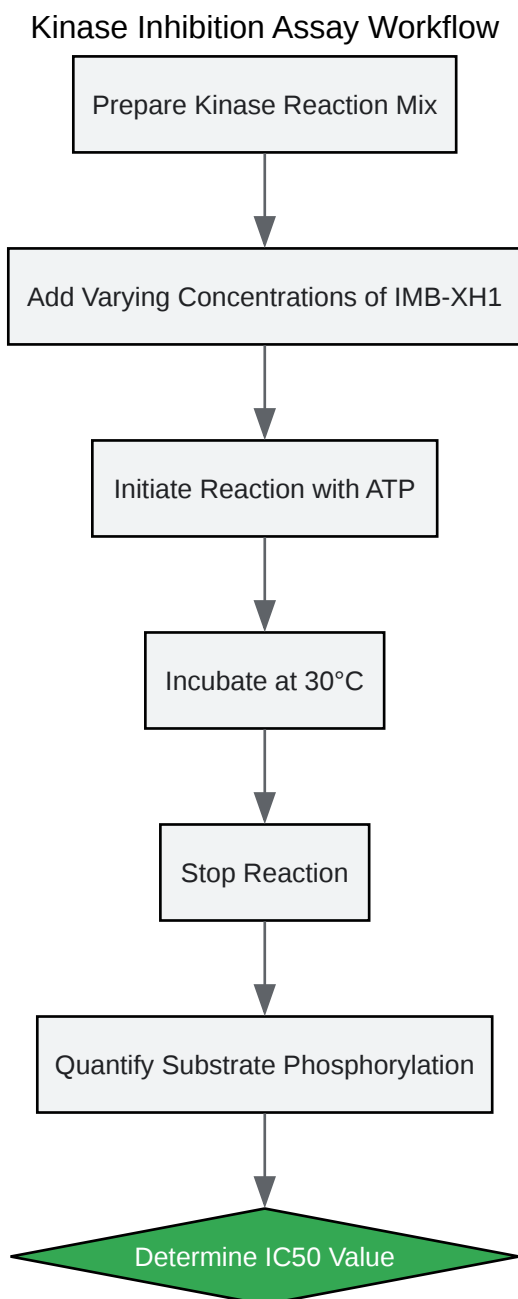 Kinase Inhibition Assay Workflow
Prepare Kinase Reaction Mix
Add Varying Concentrations of IMB-XH1
Initiate Reaction with ATP
Incubate at 30°C
Stop Reaction
Quantify Substrate Phosphorylation
Determine IC50 Value